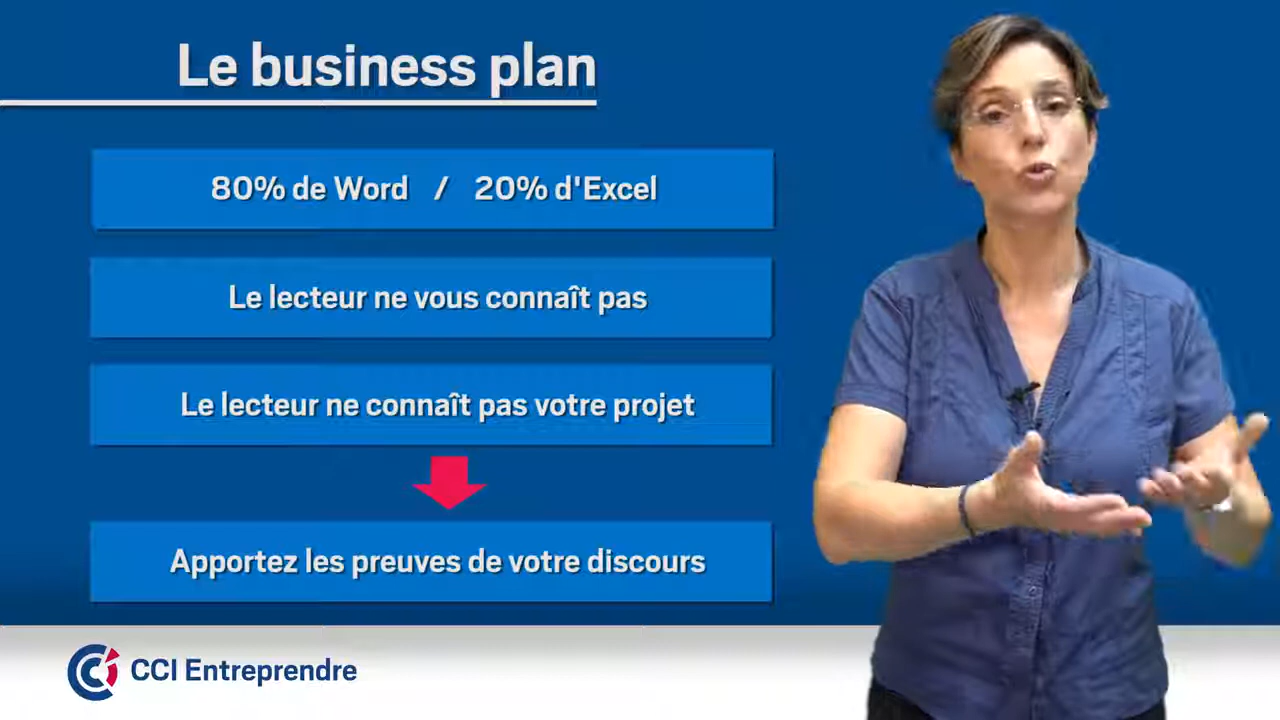 Le business plan
80% de Word / 20% d'Excel
Le lecteur ne vous connaît pas
Le lecteur ne connaît pas votre projet
Apportez les preuves de votre discours
CCI Entreprendre